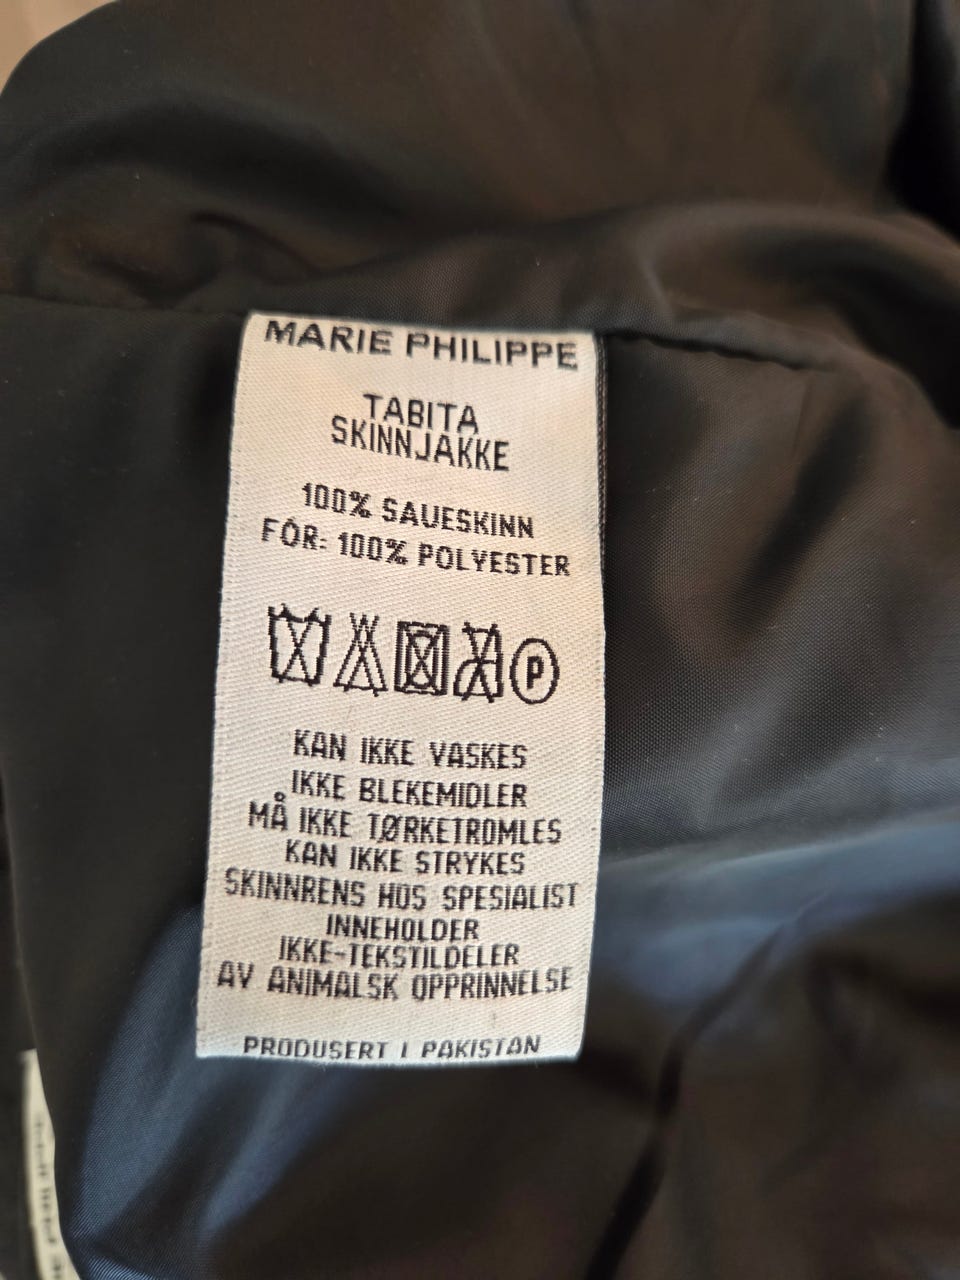 MARIE PHILIPPE
TABITA
SKINNJAKKE
100% SAUESKINN
FÓR: 100% POLYESTER
P
KAN IKKE VASKES
IKKE BLEKEMIDLER
MÅ IKKE TØRKETROMLES
KAN IKKE STRYKES
SKINNRENS HOS SPESIALIST
INNEHOLDER
IKKE-TEKSTILDELER
AV ANIMALSK OPPRINNELSE
PRODUSERT I PAKISTAN